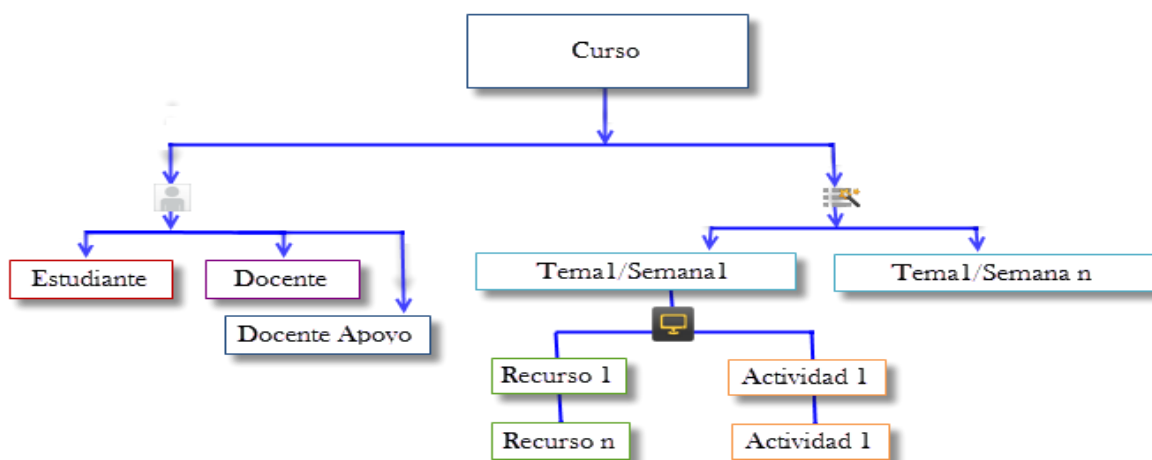 Curso
Estudiante
Docente
Docente Apoyo
Tema1/Semana1
Tema1/Semana n
Recurso 1
Actividad 1
Recurso n
Actividad 1